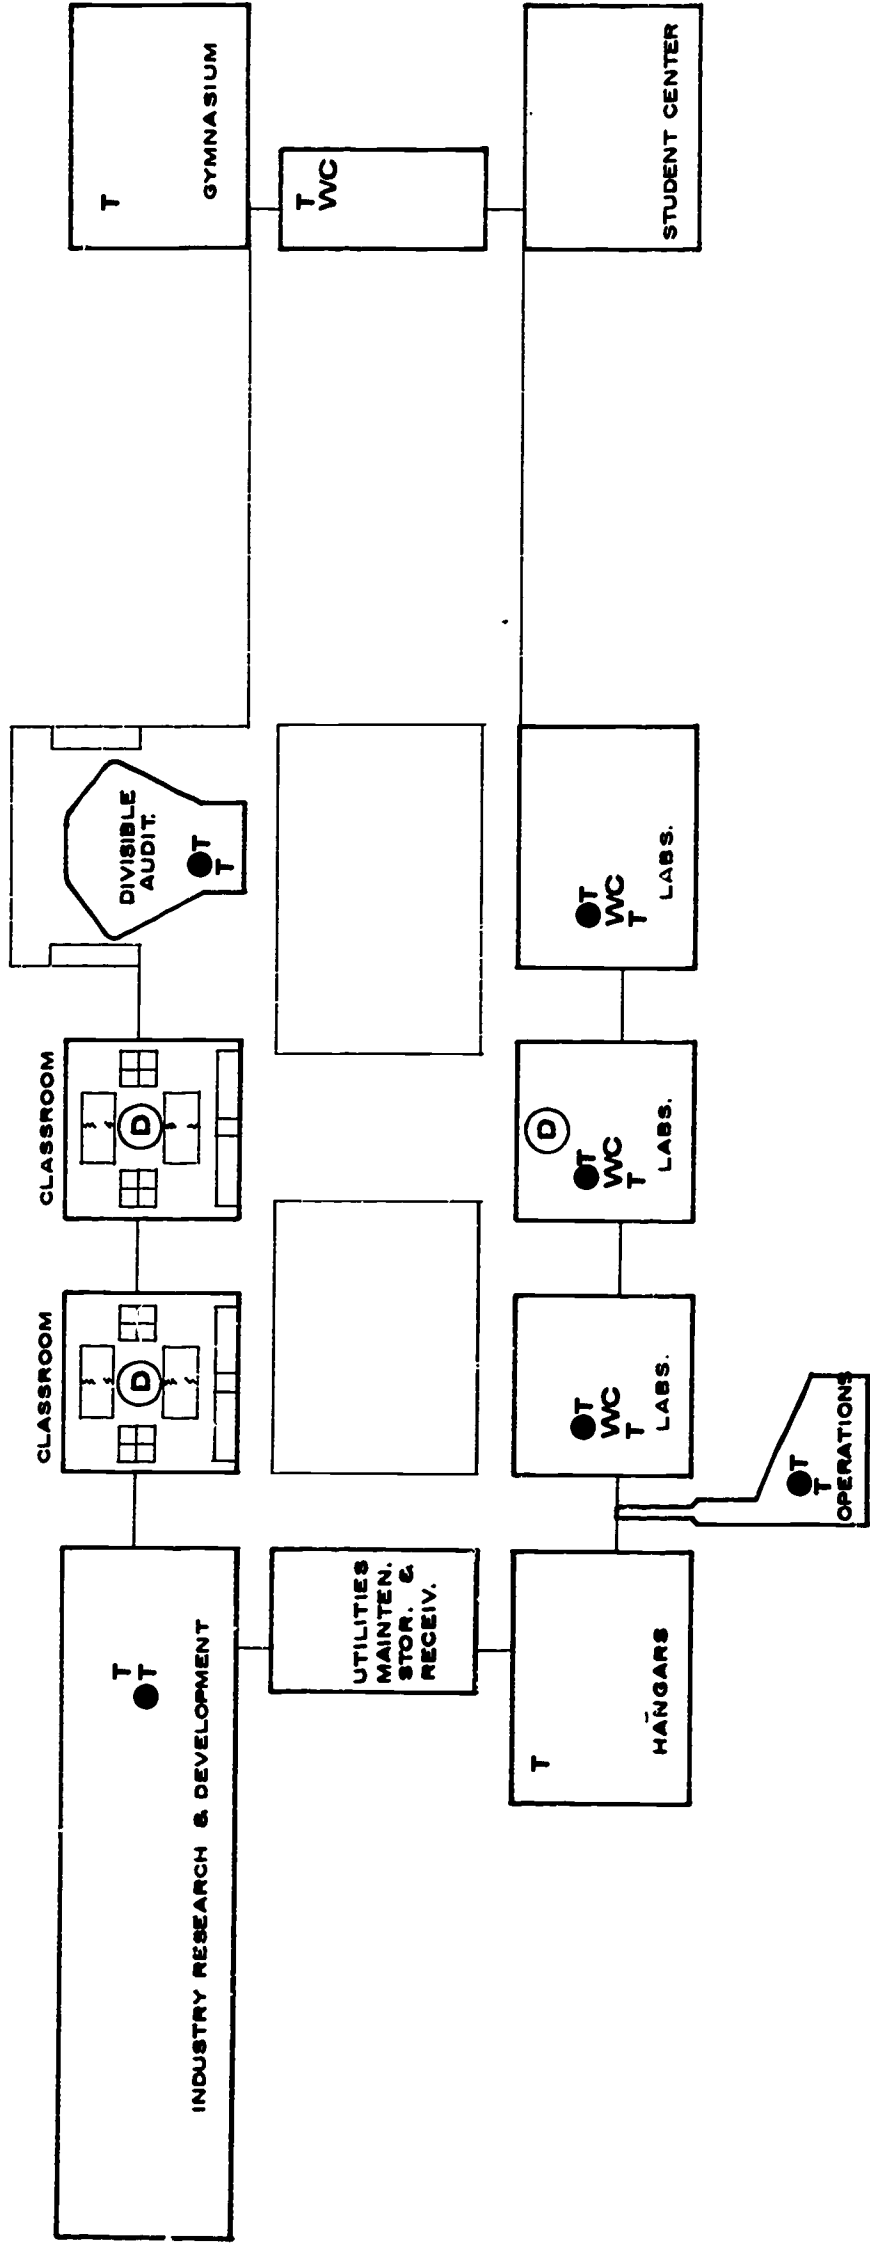 INDUSTRY RESEARCH & DEVELOPMENT
T
●T
CLASSROOM
D
CLASSROOM
D
DIVISIBLE
AUDIT.
●T
T
T
GYMNASIUM
UTILITIES
MAINTEN.
STOR. &
RECEIV.
T
WC
T
HANGARS
●T
WC
T
LABS.
D
●T
WC
T
LABS.
●T
WC
T
LABS.
STUDENT CENTER
●T
T
OPERATIONS